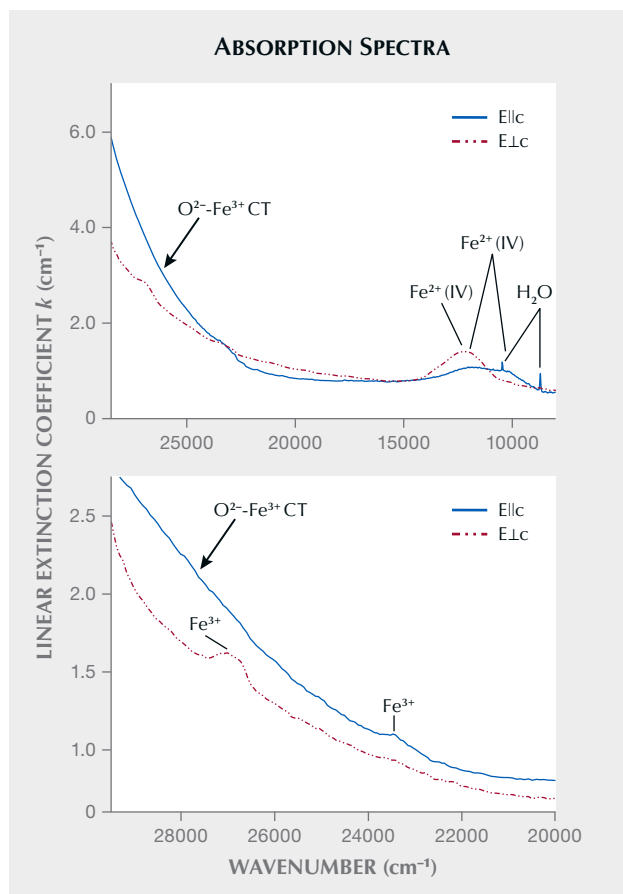 ABSORPTION SPECTRA
LINEAR EXTINCTION COEFFICIENT k (cm⁻¹)
6.0
4.0
2.0
0
E||c
E⊥c
O²⁻-Fe³⁺ CT
Fe²⁺(IV)
Fe²⁺(IV)
H₂O
25000 20000 15000 10000
2.5
2.0
1.5
1.0
0
E||c
E⊥c
O²⁻-Fe³⁺ CT
Fe³⁺
Fe³⁺
28000 26000 24000 22000 20000
WAVENUMBER (cm⁻¹)